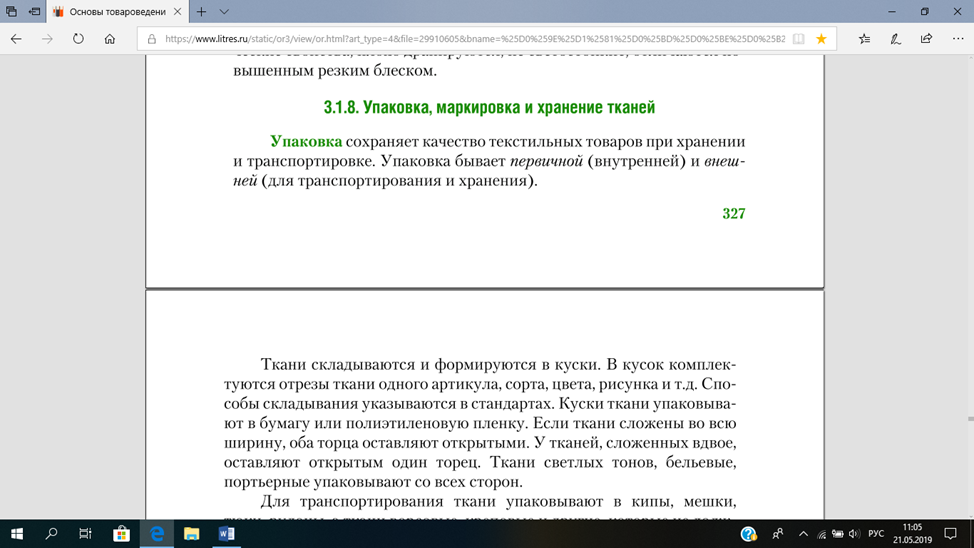 Основы товароведени
https://www.litres.ru/static/or3/view/or.html?art_type=4&file=29910605&bname=%25D0%259E%25D1%2581%25D0%25BD%25D0%25BE%25D0%25B2
вышенным резким блеском.
3.1.8. Упаковка, маркировка и хранение тканей
Упаковка сохраняет качество текстильных товаров при хранении
и транспортировке. Упаковка бывает первичной (внутренней) и внеш-
ней (для транспортирования и хранения).
327
Ткани складываются и формируются в куски. В кусок комплек-
туются отрезы ткани одного артикула, сорта, цвета, рисунка и т.д. Спо-
собы складывания указываются в стандартах. Куски ткани упаковыва-
ют в бумагу или полиэтиленовую пленку. Если ткани сложены во всю
ширину, оба торца оставляют открытыми. У тканей, сложенных вдвое,
оставляют открытым один торец. Ткани светлых тонов, бельевые,
портьерные упаковывают со всех сторон.
Для транспортирования ткани упаковывают в кипы, мешки,
РУС
11:05
21.05.2019